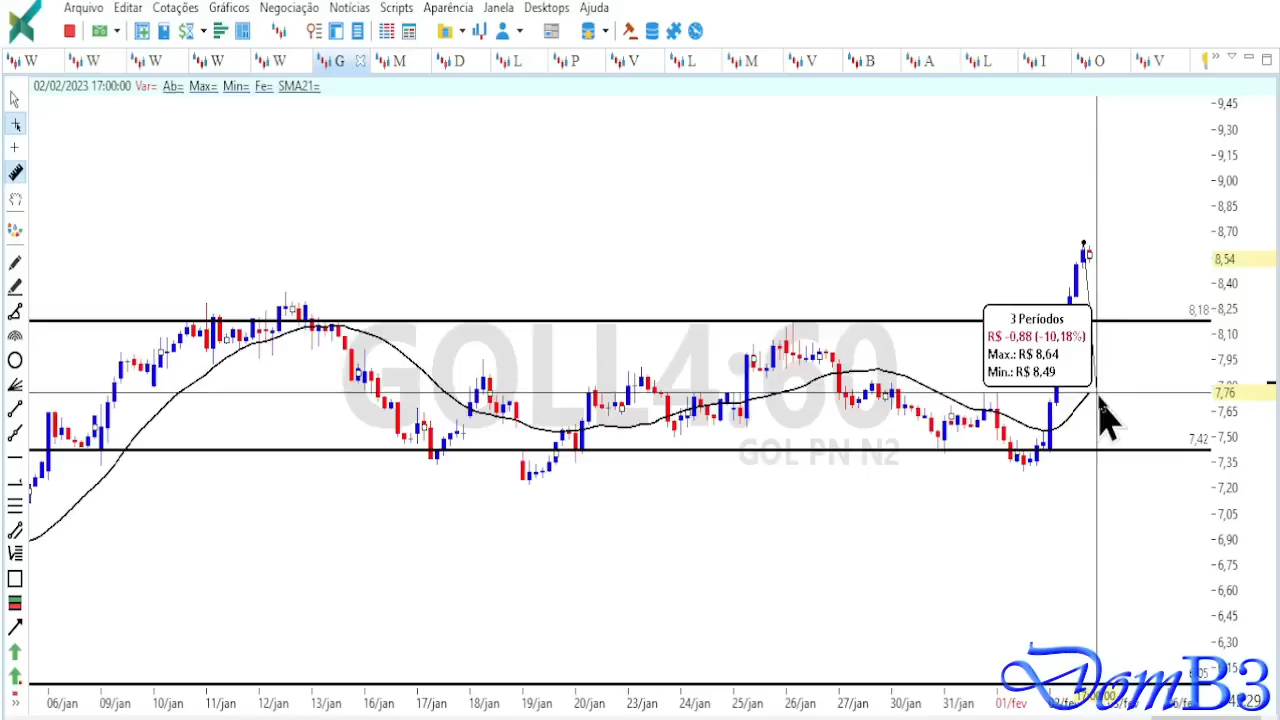 Arquivo Editar Cotações Gráficos Negociação Notícias Scripts Aparência Janela Desktops Ajuda
W W W W W G M D L P V L M V B A L I O V
02/02/2023 17:00:00 Var= Ab= Max= Min= Fe= SMA21=
9,45
9,30
9,15
9,00
8,85
8,70
8,54
8,40
8,25
8,18
8,10
7,95
7,76
7,65
7,50
7,42
7,35
7,20
7,05
6,90
6,75
6,60
6,45
6,30
3 Períodos
R$ -0,88 (-10,18%)
Max.: R$ 8,64
Min.: R$ 8,49
GOLL4:60
GOL PN N2
DomB3
06/jan 09/jan 10/jan 11/jan 12/jan 13/jan 16/jan 17/jan 18/jan 19/jan 20/jan 23/jan 24/jan 25/jan 26/jan 27/jan 30/jan 31/jan 01/fev 17:00:00